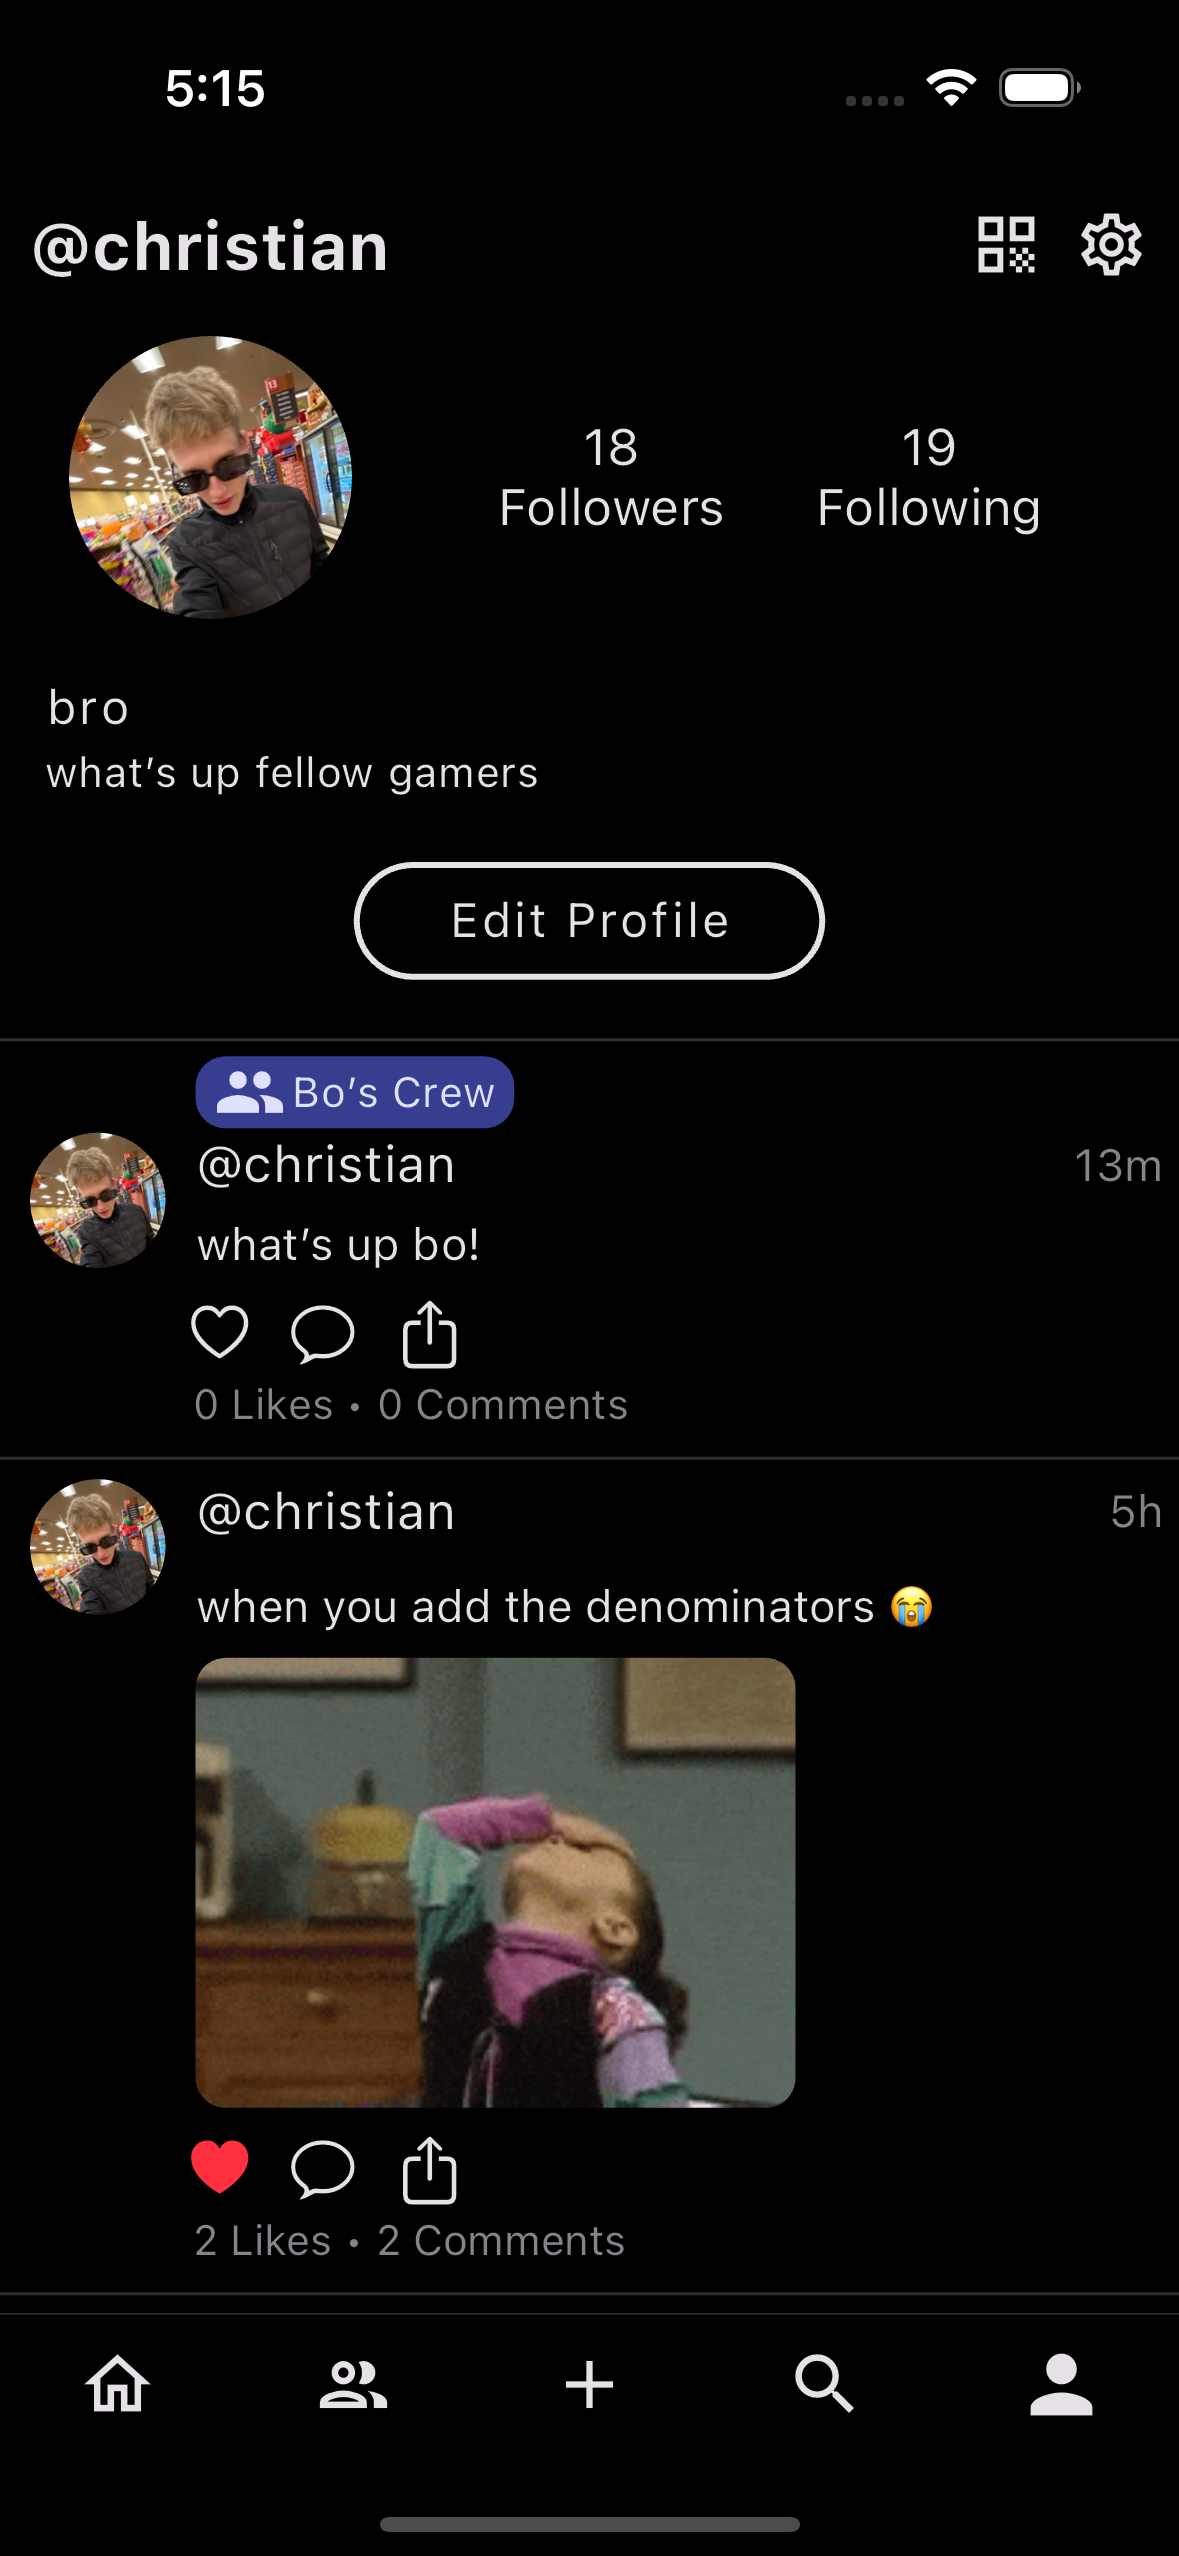 5:15
@christian
18 19
Followers Following
bro
what’s up fellow gamers
Edit Profile
Bo’s Crew
@christian 13m
what’s up bo!
0 Likes • 0 Comments
@christian 5h
when you add the denominators 😭
2 Likes • 2 Comments